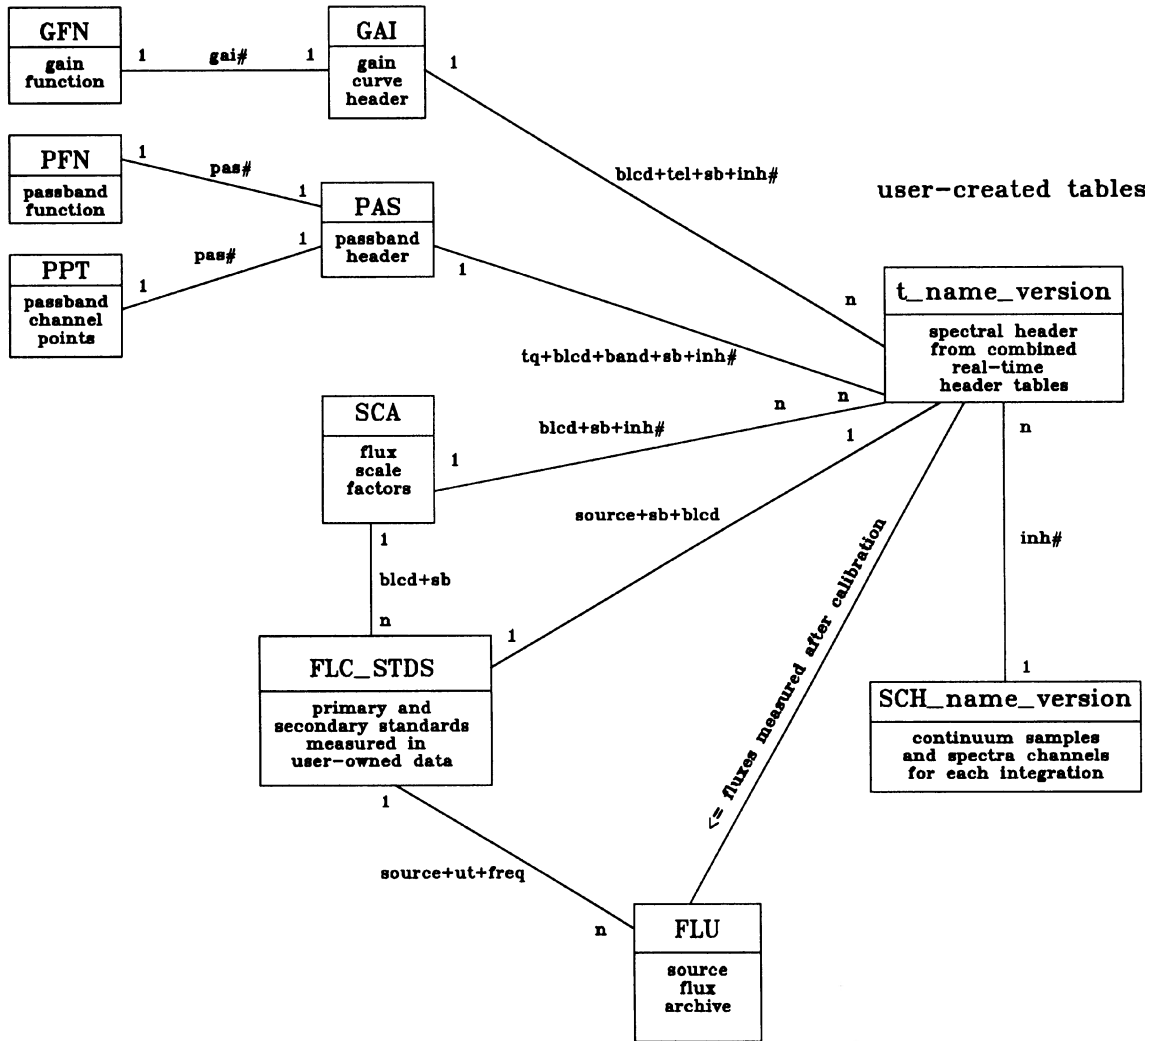 GFN
gain
function
1
gai#
1
GAI
gain
curve
header
1
PFN
passband
function
1
pas#
1
PAS
passband
header
1
pas#
1
1
PPT
passband
channel
points
blcd+tel+sb+inh#
n
user-created tables
t_name_version
spectral header
from combined
real-time
header tables
tq+blcd+band+sb+inh#
n
SCA
flux
scale
factors
1
blcd+sb+inh#
n
1
n
source+sb+blcd
1
blcd+sb
n
1
inh#
1
FLC_STDS
primary and
secondary standards
measured in
user-owned data
<= fluxes measured after calibration
SCH_name_version
continuum samples
and spectra channels
for each integration
1
source+ut+freq
n
FLU
source
flux
archive